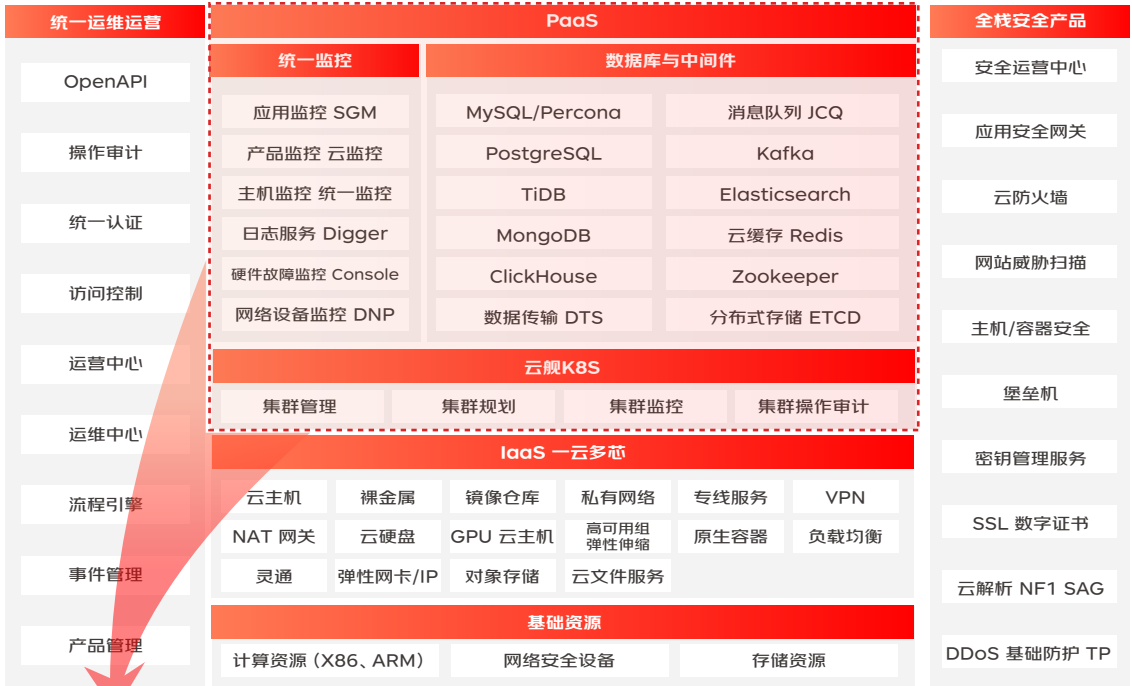 统一运维运营
OpenAPI
操作审计
统一认证
访问控制
运营中心
运维中心
流程引擎
事件管理
产品管理
PaaS
统一监控
应用监控 SGM
产品监控 云监控
主机监控 统一监控
日志服务 Digger
硬件故障监控 Console
网络设备监控 DNP
数据库与中间件
MySQL/Percona
消息队列 JCQ
PostgreSQL
Kafka
TiDB
Elasticsearch
MongoDB
云缓存 Redis
ClickHouse
Zookeeper
数据传输 DTS
分布式存储 ETCD
云舰K8S
集群管理
集群规划
集群监控
集群操作审计
IaaS 一云多芯
云主机
裸金属
镜像仓库
私有网络
专线服务
VPN
NAT 网关
云硬盘
GPU 云主机
高可用组
弹性伸缩
原生容器
负载均衡
灵通
弹性网卡/IP
对象存储
云文件服务
基础资源
计算资源（X86、ARM）
网络安全设备
存储资源
全栈安全产品
安全运营中心
应用安全网关
云防火墙
网站威胁扫描
主机/容器安全
堡垒机
密钥管理服务
SSL 数字证书
云解析 NF1 SAG
DDoS 基础防护 TP